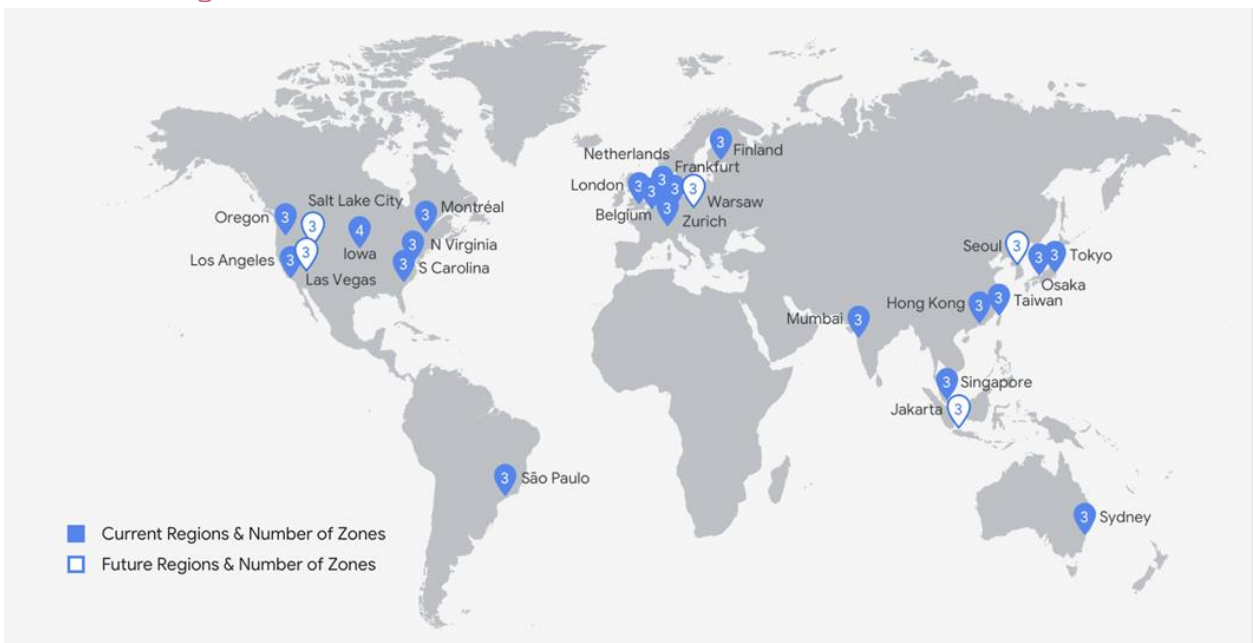 3
Finland
Netherlands
3
Frankfurt
London
3
3
3
3
Warsaw
Belgium
3
Zurich
Salt Lake City
Montréal
Oregon
3
3
4
3
Iowa
3
N Virginia
Los Angeles
3
3
3
S Carolina
Las Vegas
Seoul
3
3
3
Tokyo
Osaka
Hong Kong
3
3
Taiwan
Mumbai
3
3
Singapore
Jakarta
3
3
São Paulo
3
Sydney
Current Regions & Number of Zones
Future Regions & Number of Zones